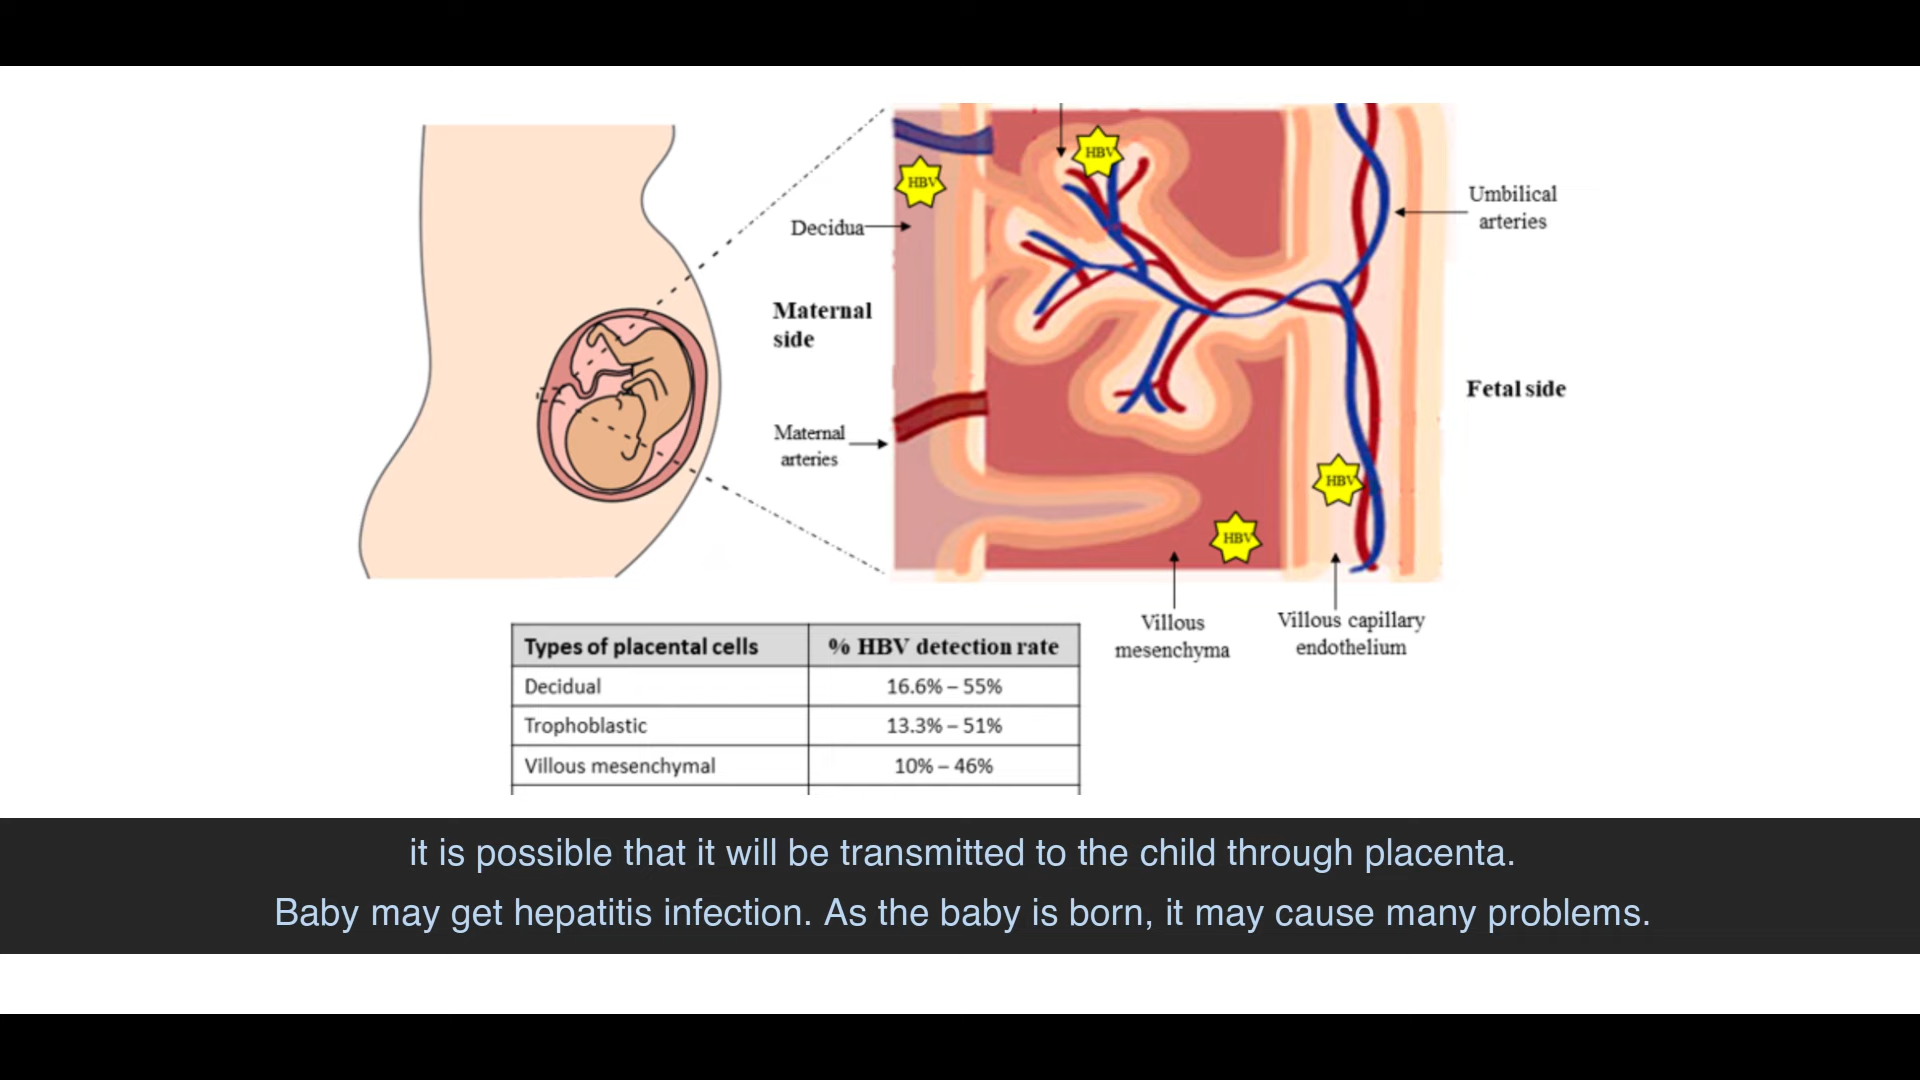 HBV
HBV
Decidua
Umbilical
arteries
Maternal
side
Fetal side
Maternal
arteries
HBV
HBV
Villous
mesenchyma
Villous capillary
endothelium
Types of placental cells % HBV detection rate
Decidual 16.6% – 55%
Trophoblastic 13.3% – 51%
Villous mesenchymal 10% – 46%
it is possible that it will be transmitted to the child through placenta.
Baby may get hepatitis infection. As the baby is born, it may cause many problems.